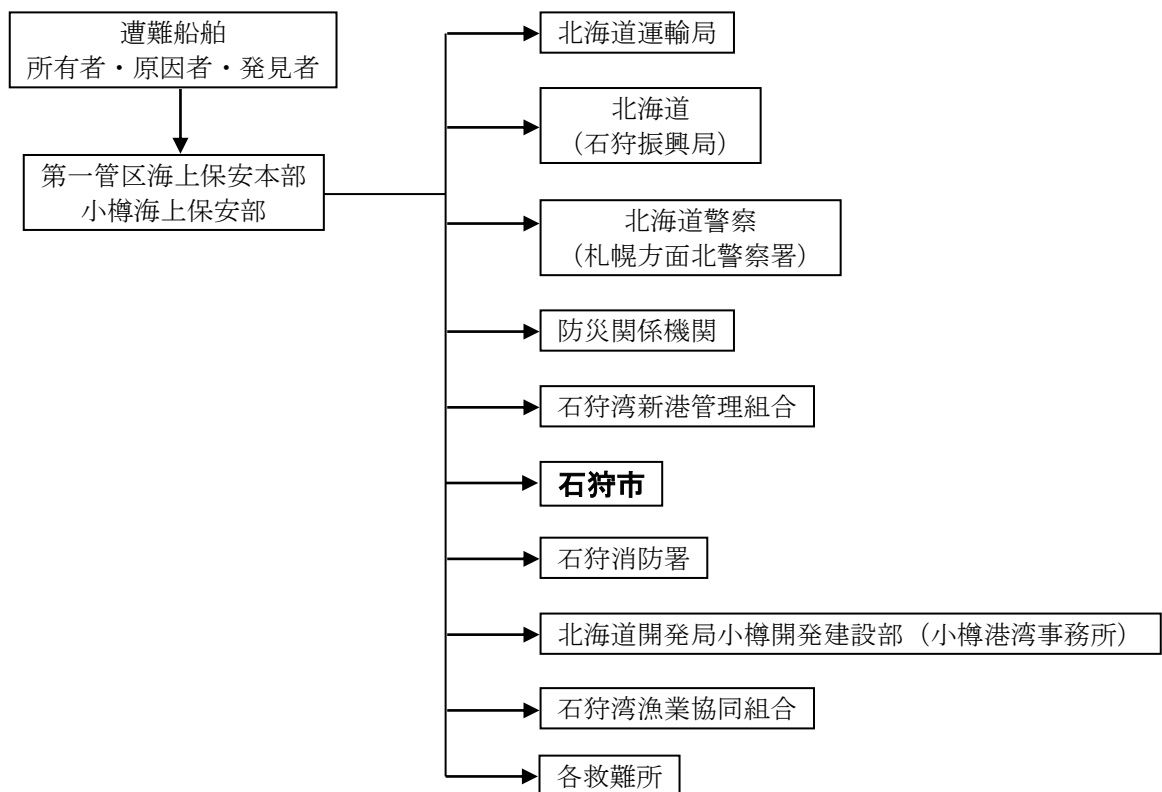 遭難船舶
所有者・原因者・発見者
第一管区海上保安本部
小樽海上保安部
北海道運輸局
北海道
（石狩振興局）
北海道警察
（札幌方面北警察署）
防災関係機関
石狩湾新港管理組合
石狩市
石狩消防署
北海道開発局小樽開発建設部（小樽港湾事務所）
石狩湾漁業協同組合
各救難所